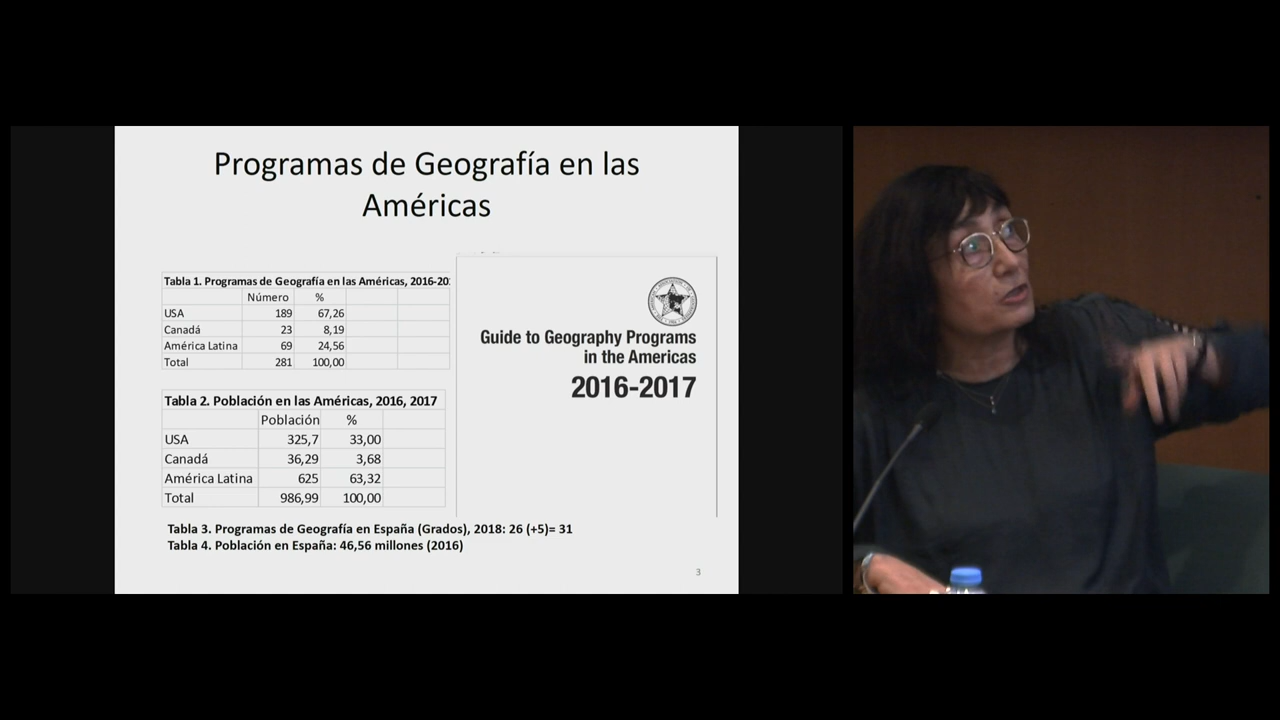 Programas de Geografía en las
Américas
Tabla 1. Programas de Geografía en las Américas, 2016-20
Número %
USA 189 67,26
Canadá 23 8,19
América Latina 69 24,56
Total 281 100,00
Tabla 2. Población en las Américas, 2016, 2017
Población %
USA 325,7 33,00
Canadá 36,29 3,68
América Latina 625 63,32
Total 986,99 100,00
Guide to Geography Programs
in the Americas
2016-2017
Tabla 3. Programas de Geografía en España (Grados), 2018: 26 (+5)= 31
Tabla 4. Población en España: 46,56 millones (2016)
3